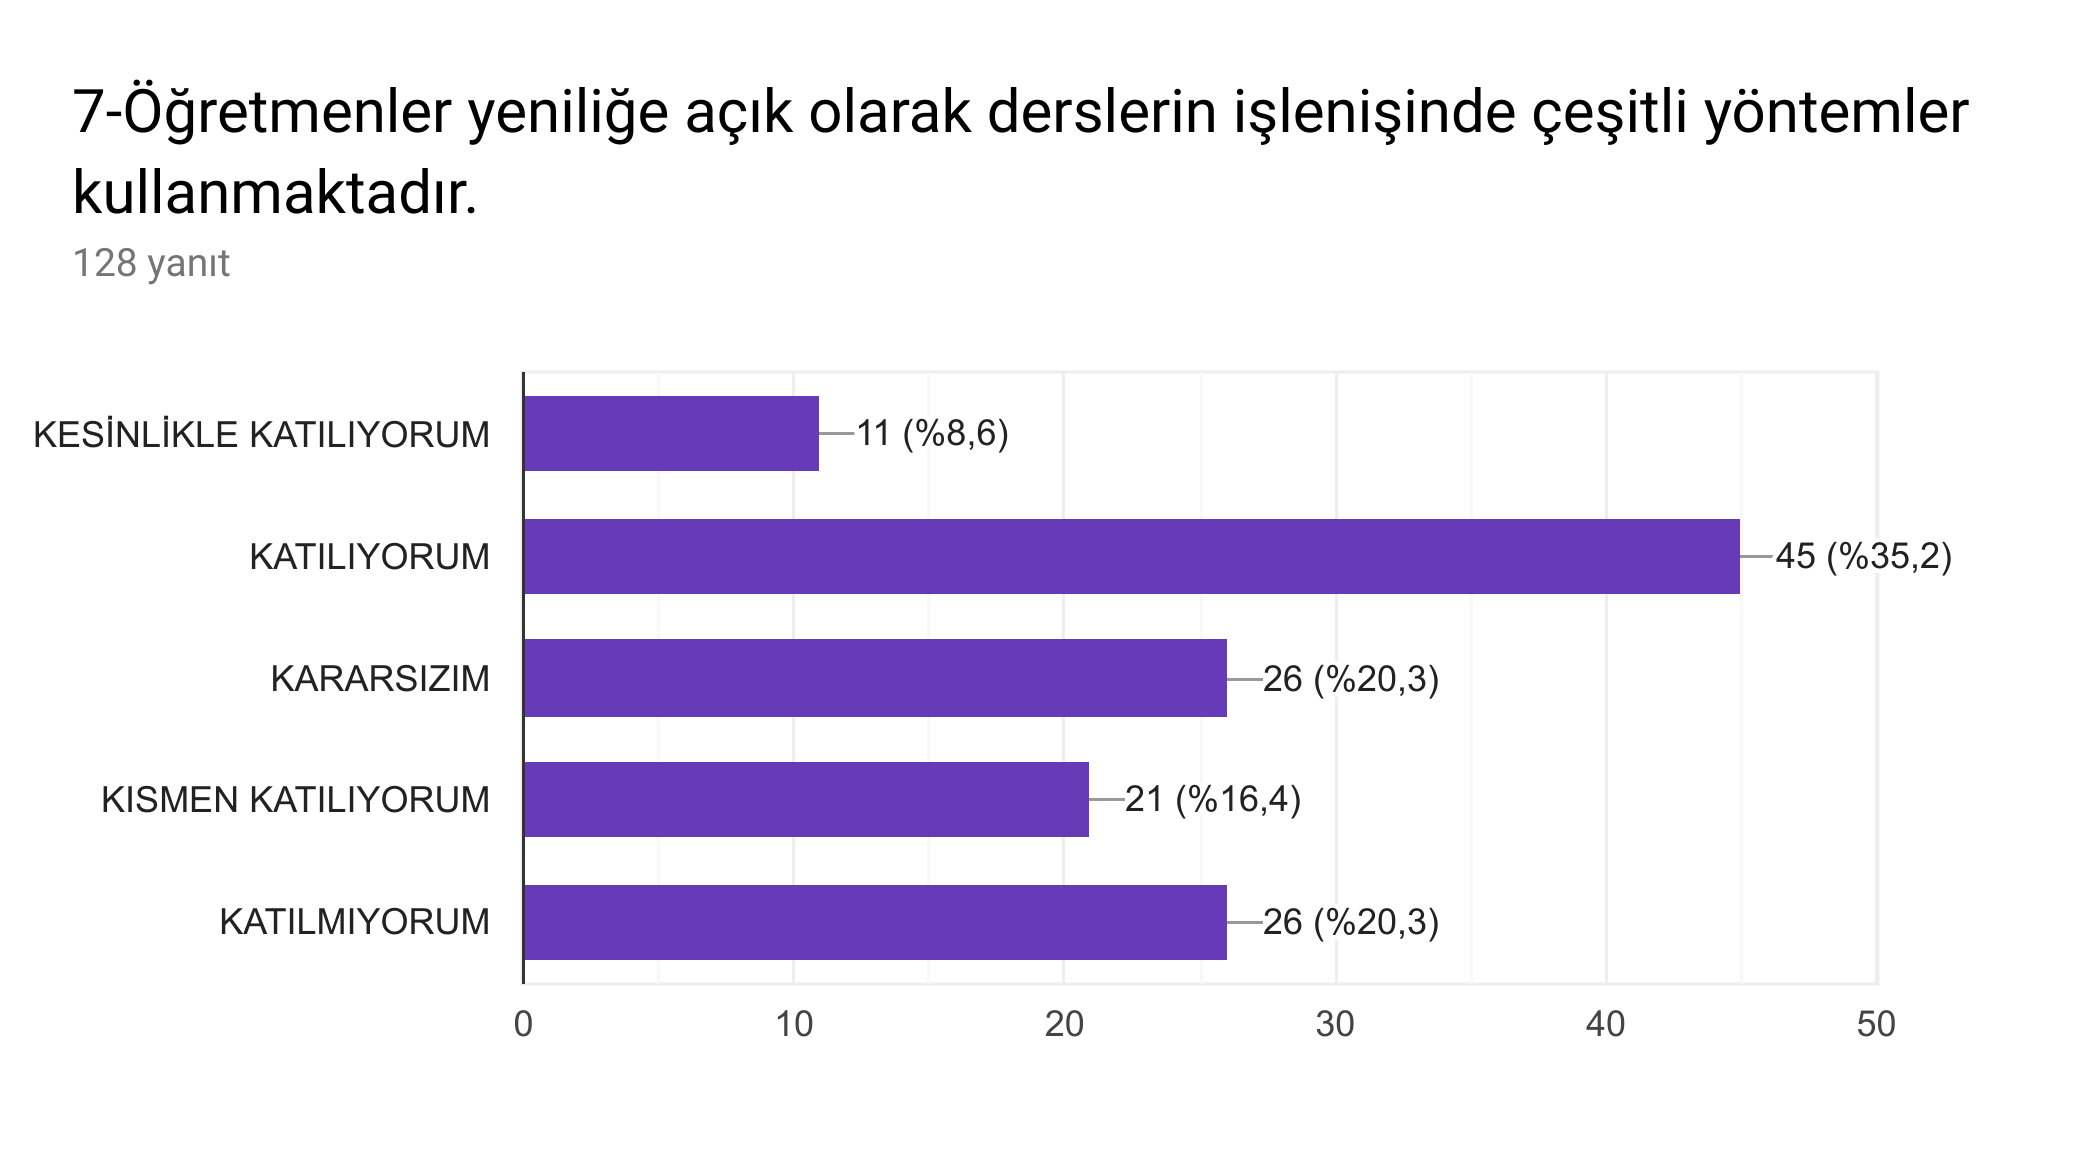 7-Öğretmenler yeniliğe açık olarak derslerin işlenişinde çeşitli yöntemler
kullanmaktadır.
128 yanıt
KESİNLİKLE KATILIYORUM
11 (%8,6)
KATILIYORUM
45 (%35,2)
KARARSIZIM
26 (%20,3)
KISMEN KATILIYORUM
21 (%16,4)
KATILMIYORUM
26 (%20,3)
0 10 20 30 40 50